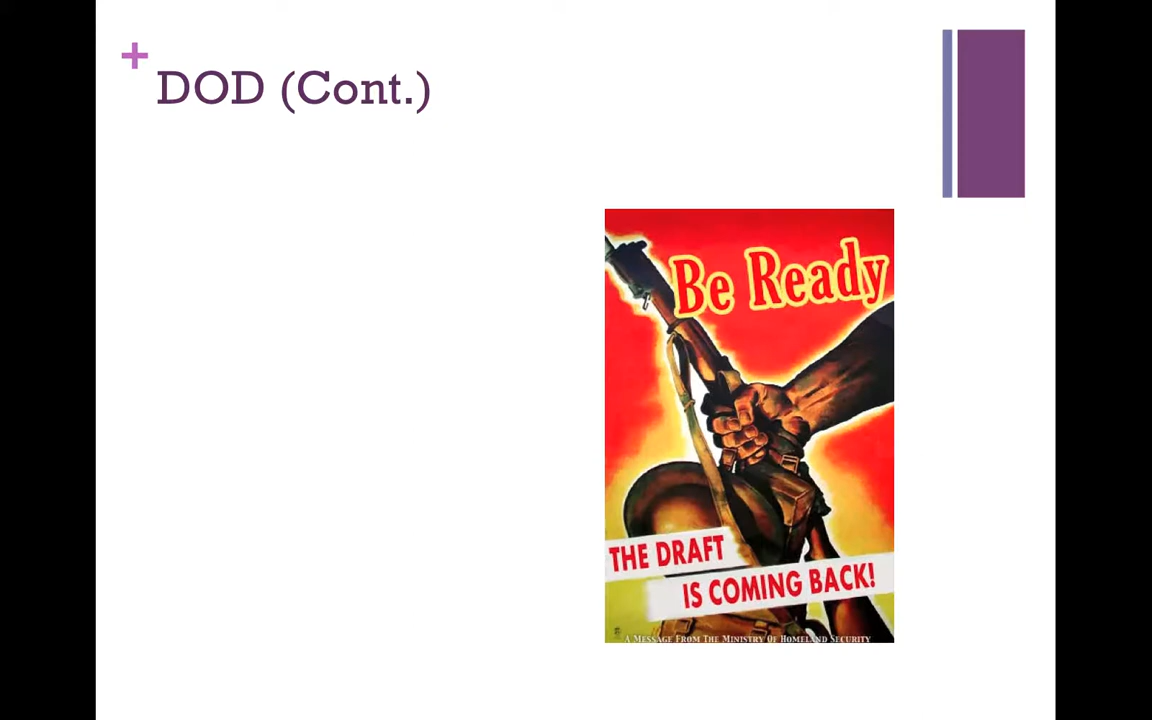 +
DOD (Cont.)
Be Ready
THE DRAFT
IS COMING BACK!
A MESSAGE FROM THE MINISTRY OF HOMELAND SECURITY